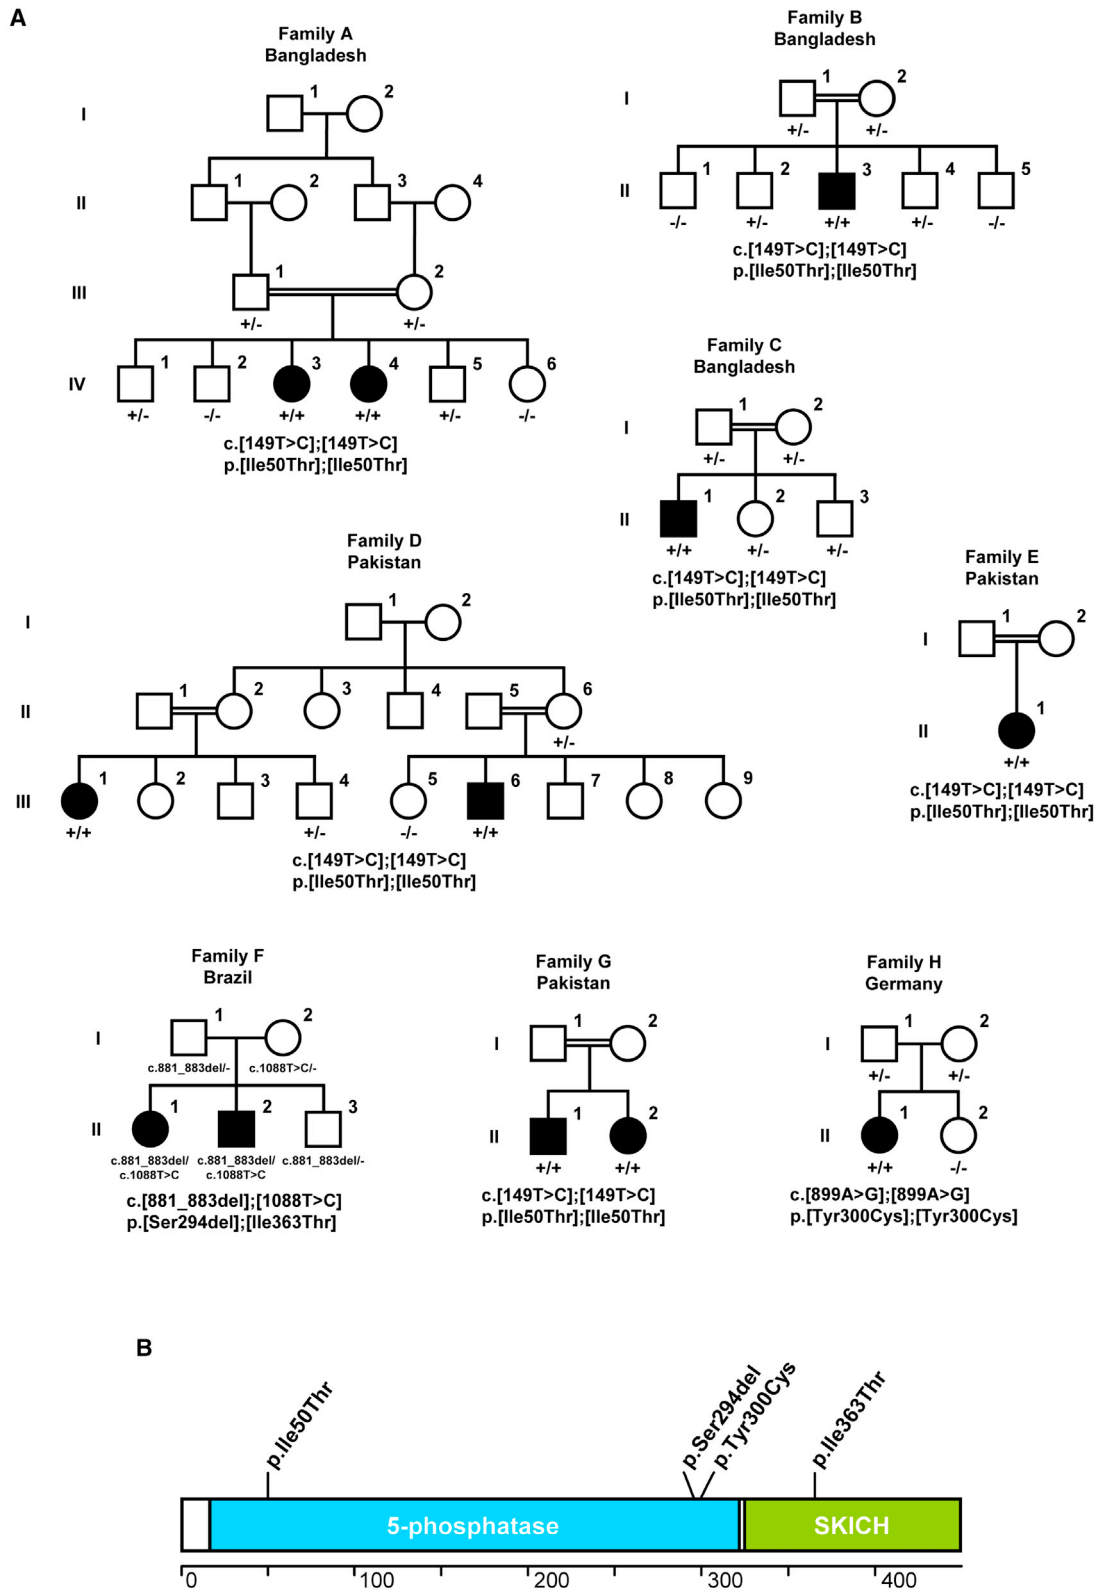 A
Family A
Bangladesh
I
1
2
II
1
2
3
4
III
1
2
+/-
+/-
IV
1
2
3
4
5
6
+/-
-/-
+/+
+/+
+/-
-/-
c.[149T>C];[149T>C]
p.[Ile50Thr];[Ile50Thr]
Family B
Bangladesh
I
1
2
+/-
+/-
II
1
2
3
4
5
-/-
+/-
+/+
+/-
-/-
c.[149T>C];[149T>C]
p.[Ile50Thr];[Ile50Thr]
Family C
Bangladesh
I
1
2
+/-
+/-
II
1
2
3
+/+
+/-
+/-
c.[149T>C];[149T>C]
p.[Ile50Thr];[Ile50Thr]
Family D
Pakistan
I
1
2
II
1
2
3
4
5
6
+/-
III
1
2
3
4
5
6
7
8
9
+/+
+/-
-/-
+/+
c.[149T>C];[149T>C]
p.[Ile50Thr];[Ile50Thr]
Family E
Pakistan
I
1
2
II
1
+/+
c.[149T>C];[149T>C]
p.[Ile50Thr];[Ile50Thr]
Family F
Brazil
I
1
2
c.881_883del/-
c.1088T>C/-
II
1
2
3
c.881_883del/
c.1088T>C
c.881_883del/
c.1088T>C
c.881_883del/-
c.[881_883del];[1088T>C]
p.[Ser294del];[Ile363Thr]
Family G
Pakistan
I
1
2
II
1
2
+/+
+/+
c.[149T>C];[149T>C]
p.[Ile50Thr];[Ile50Thr]
Family H
Germany
I
1
2
+/-
+/-
II
1
2
+/+
-/-
c.[899A>G];[899A>G]
p.[Tyr300Cys];[Tyr300Cys]
B
p.Ile50Thr
p.Ser294del
p.Tyr300Cys
p.Ile363Thr
5-phosphatase
SKICH
0
100
200
300
400